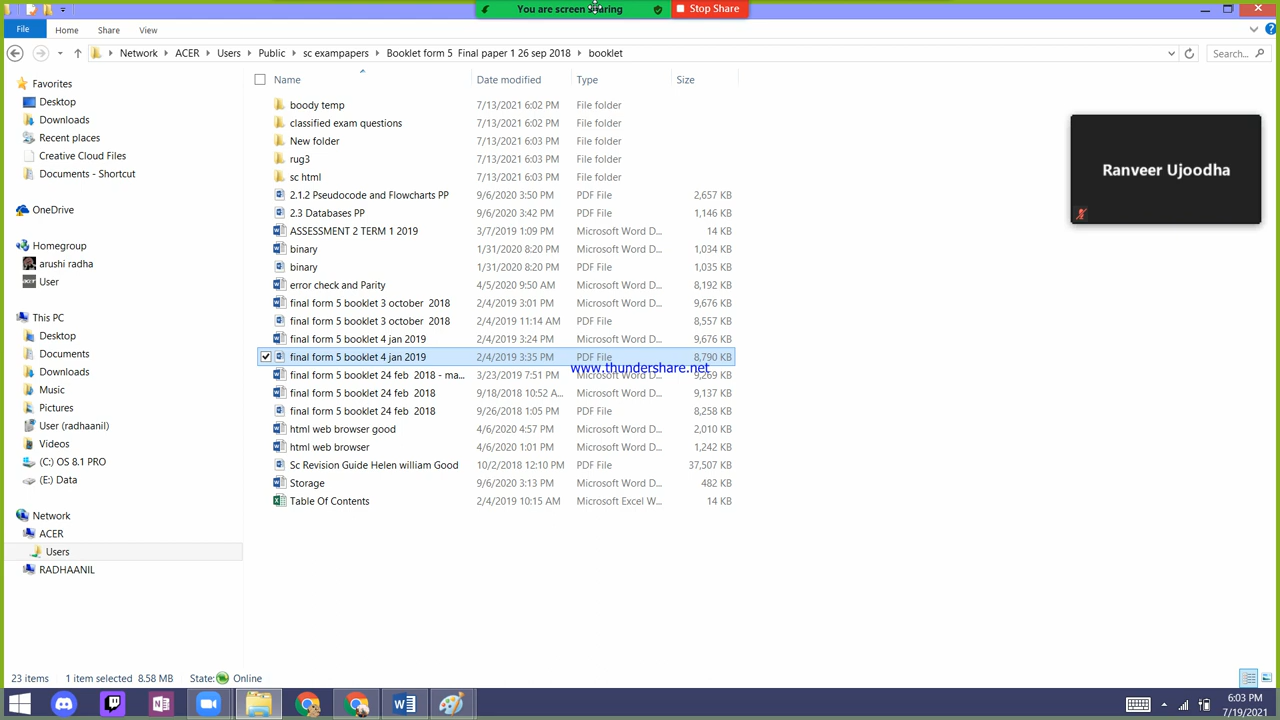 You are screen sharing
Stop Share
File Home Share View
Network ACER Users Public sc exampapers Booklet form 5 Final paper 1 26 sep 2018 booklet
Search...
Favorites
Desktop
Downloads
Recent places
Creative Cloud Files
Documents - Shortcut
OneDrive
Homegroup
arushi radha
User
This PC
Desktop
Documents
Downloads
Music
Pictures
User (radhaanil)
Videos
(C:) OS 8.1 PRO
(E:) Data
Network
ACER
Users
RADHAANIL
Name Date modified Type Size
boody temp 7/13/2021 6:02 PM File folder
classified exam questions 7/13/2021 6:02 PM File folder
New folder 7/13/2021 6:03 PM File folder
rug3 7/13/2021 6:03 PM File folder
sc html 7/13/2021 6:03 PM File folder
2.1.2 Pseudocode and Flowcharts PP 9/6/2020 3:50 PM PDF File 2,657 KB
2.3 Databases PP 9/6/2020 3:42 PM PDF File 1,146 KB
ASSESSMENT 2 TERM 1 2019 3/7/2019 1:09 PM Microsoft Word D... 14 KB
binary 1/31/2020 8:20 PM Microsoft Word D... 1,034 KB
binary 1/31/2020 8:20 PM PDF File 1,035 KB
error check and Parity 4/5/2020 9:50 AM Microsoft Word D... 8,192 KB
final form 5 booklet 3 october 2018 2/4/2019 3:01 PM Microsoft Word D... 9,676 KB
final form 5 booklet 3 october 2018 2/4/2019 11:14 AM PDF File 8,557 KB
final form 5 booklet 4 jan 2019 2/4/2019 3:24 PM Microsoft Word D... 9,676 KB
final form 5 booklet 4 jan 2019 2/4/2019 3:35 PM PDF File 8,790 KB
www.thundershare.net
final form 5 booklet 24 feb 2018 - ma... 3/23/2019 7:51 PM Microsoft Word D... 9,269 KB
final form 5 booklet 24 feb 2018 9/18/2018 10:52 A... Microsoft Word D... 9,137 KB
final form 5 booklet 24 feb 2018 9/26/2018 1:05 PM PDF File 8,258 KB
html web browser good 4/6/2020 4:57 PM Microsoft Word D... 2,010 KB
html web browser 4/6/2020 1:01 PM Microsoft Word D... 1,242 KB
Sc Revision Guide Helen william Good 10/2/2018 12:10 PM PDF File 37,507 KB
Storage 9/6/2020 3:13 PM Microsoft Word D... 482 KB
Table Of Contents 2/4/2019 10:15 AM Microsoft Excel W... 14 KB
Ranveer Ujoodha
23 items 1 item selected 8.58 MB State: Online
6:03 PM
7/19/2021